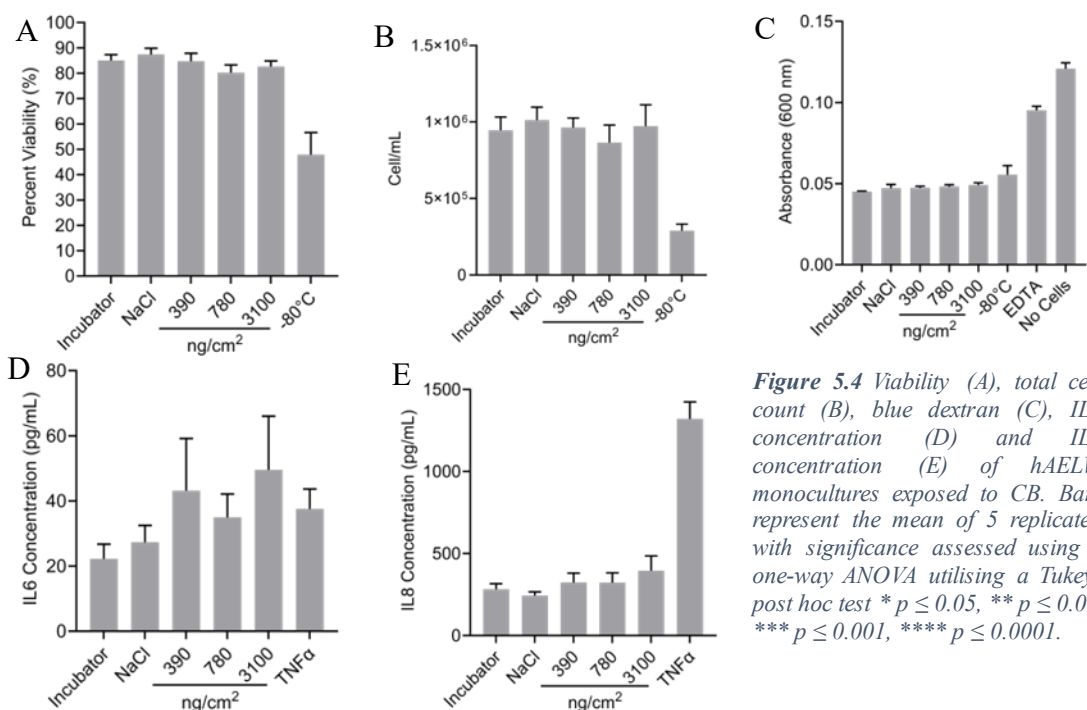 A
Percent Viability (%)
100
90
80
70
60
50
40
30
20
10
0
Incubator
NaCl
390
780
3100
-80°C
ng/cm²
B
Cell/mL
1.5×10⁶
1×10⁶
5×10⁵
0
Incubator
NaCl
390
780
3100
-80°C
ng/cm²
C
Absorbance (600 nm)
0.15
0.10
0.05
0.00
Incubator
NaCl
390
780
3100
-80°C
EDTA
No Cells
ng/cm²
D
IL6 Concentration (pg/mL)
80
60
40
20
0
Incubator
NaCl
390
780
3100
TNFα
ng/cm²
E
IL8 Concentration (pg/mL)
1500
1000
500
0
Incubator
NaCl
390
780
3100
TNFα
ng/cm²
Figure 5.4 Viability (A), total cel
count (B), blue dextran (C), IL
concentration (D) and IL
concentration (E) of hAELV
monocultures exposed to CB. Bar
represent the mean of 5 replicate
with significance assessed using
one-way ANOVA utilising a Tukey
post hoc test * p ≤ 0.05, ** p ≤ 0.0
*** p ≤ 0.001, **** p ≤ 0.0001.